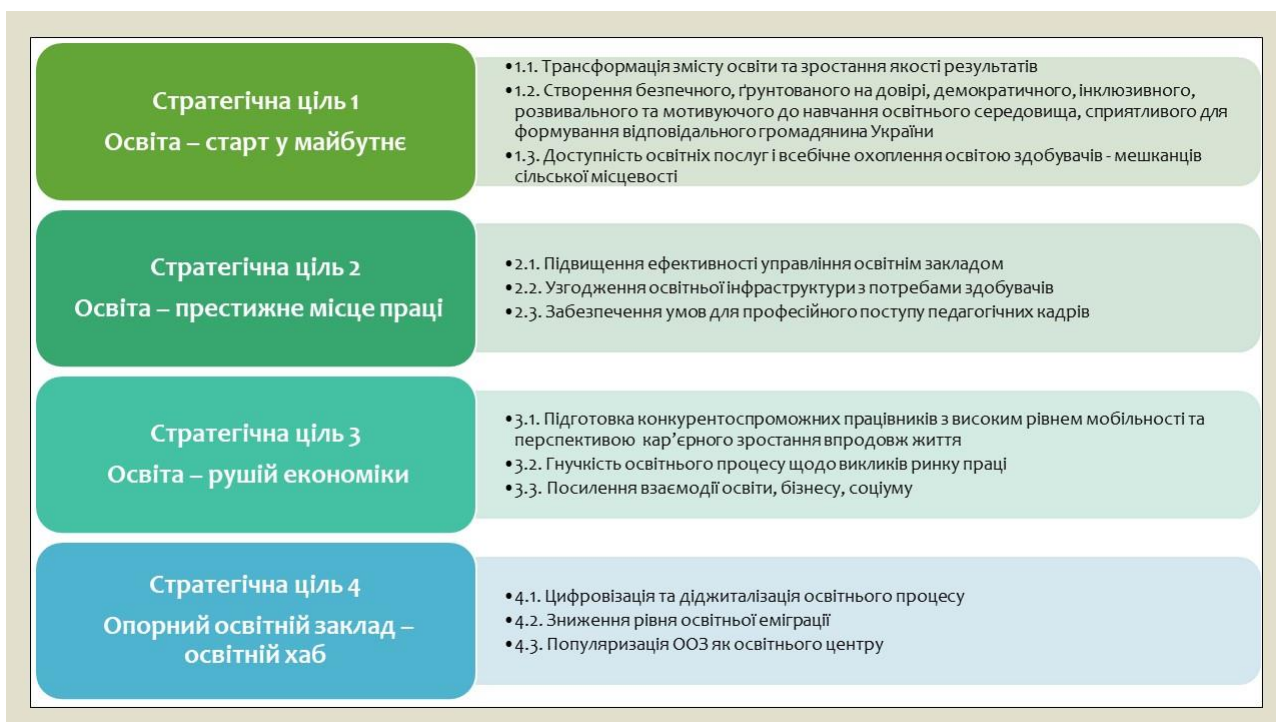 Стратегічна ціль 1
Освіта – старт у майбутнє
•1.1. Трансформація змісту освіти та зростання якості результатів
•1.2. Створення безпечного, ґрунтованого на довірі, демократичного, інклюзивного,
розвивального та мотивуючого до навчання освітнього середовища, сприятливого для
формування відповідального громадянина України
•1.3. Доступність освітніх послуг і всебічне охоплення освітою здобувачів - мешканців
сільської місцевості
Стратегічна ціль 2
Освіта – престижне місце праці
•2.1. Підвищення ефективності управління освітнім закладом
•2.2. Узгодження освітньої інфраструктури з потребами здобувачів
•2.3. Забезпечення умов для професійного поступу педагогічних кадрів
Стратегічна ціль 3
Освіта – рушій економіки
•3.1. Підготовка конкурентоспроможних працівників з високим рівнем мобільності та
перспективою кар’єрного зростання впродовж життя
•3.2. Гнучкість освітнього процесу щодо викликів ринку праці
•3.3. Посилення взаємодії освіти, бізнесу, соціуму
Стратегічна ціль 4
Опорний освітній заклад –
освітній хаб
•4.1. Цифровізація та діджиталізація освітнього процесу
•4.2. Зниження рівня освітньої еміграції
•4.3. Популяризація ООЗ як освітнього центру